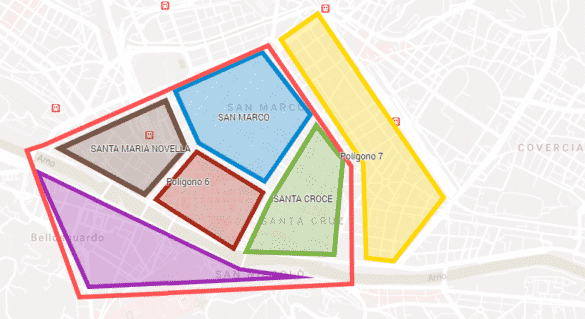 SAN MARCO
SAN MARCO
SANTA MARIA NOVELLA
COVERCIA
Poligono 7
Arno
Poligono 6
SANTA CROCE
SANTA CRUZ
Bellosguardo
SAN NICCOLÒ
Arno